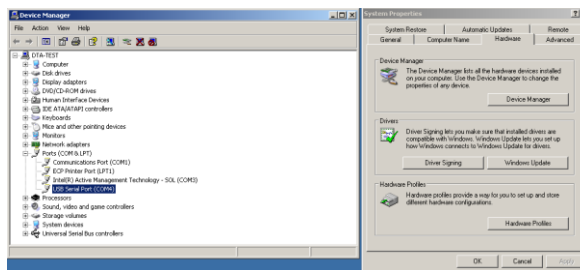 Device Manager
File Action View Help
DTA-TEST
Computer
Disk drives
Display adapters
DVD/CD-ROM drives
Human Interface Devices
IDE ATA/ATAPI controllers
Keyboards
Mice and other pointing devices
Monitors
Network adapters
Ports (COM & LPT)
Communications Port (COM1)
ECP Printer Port (LPT1)
Intel(R) Active Management Technology - SOL (COM3)
USB Serial Port (COM4)
Processors
Sound, video and game controllers
Storage volumes
System devices
Universal Serial Bus controllers
System Properties
System Restore Automatic Updates Remote
General Computer Name Hardware Advanced
Device Manager
The Device Manager lists all the hardware devices installed
on your computer. Use the Device Manager to change the
properties of any device.
Device Manager
Drivers
Driver Signing lets you make sure that installed drivers are
compatible with Windows. Windows Update lets you set up
how Windows connects to Windows Update for drivers.
Driver Signing Windows Update
Hardware Profiles
Hardware profiles provide a way for you to set up and store
different hardware configurations.
Hardware Profiles
OK Cancel Apply